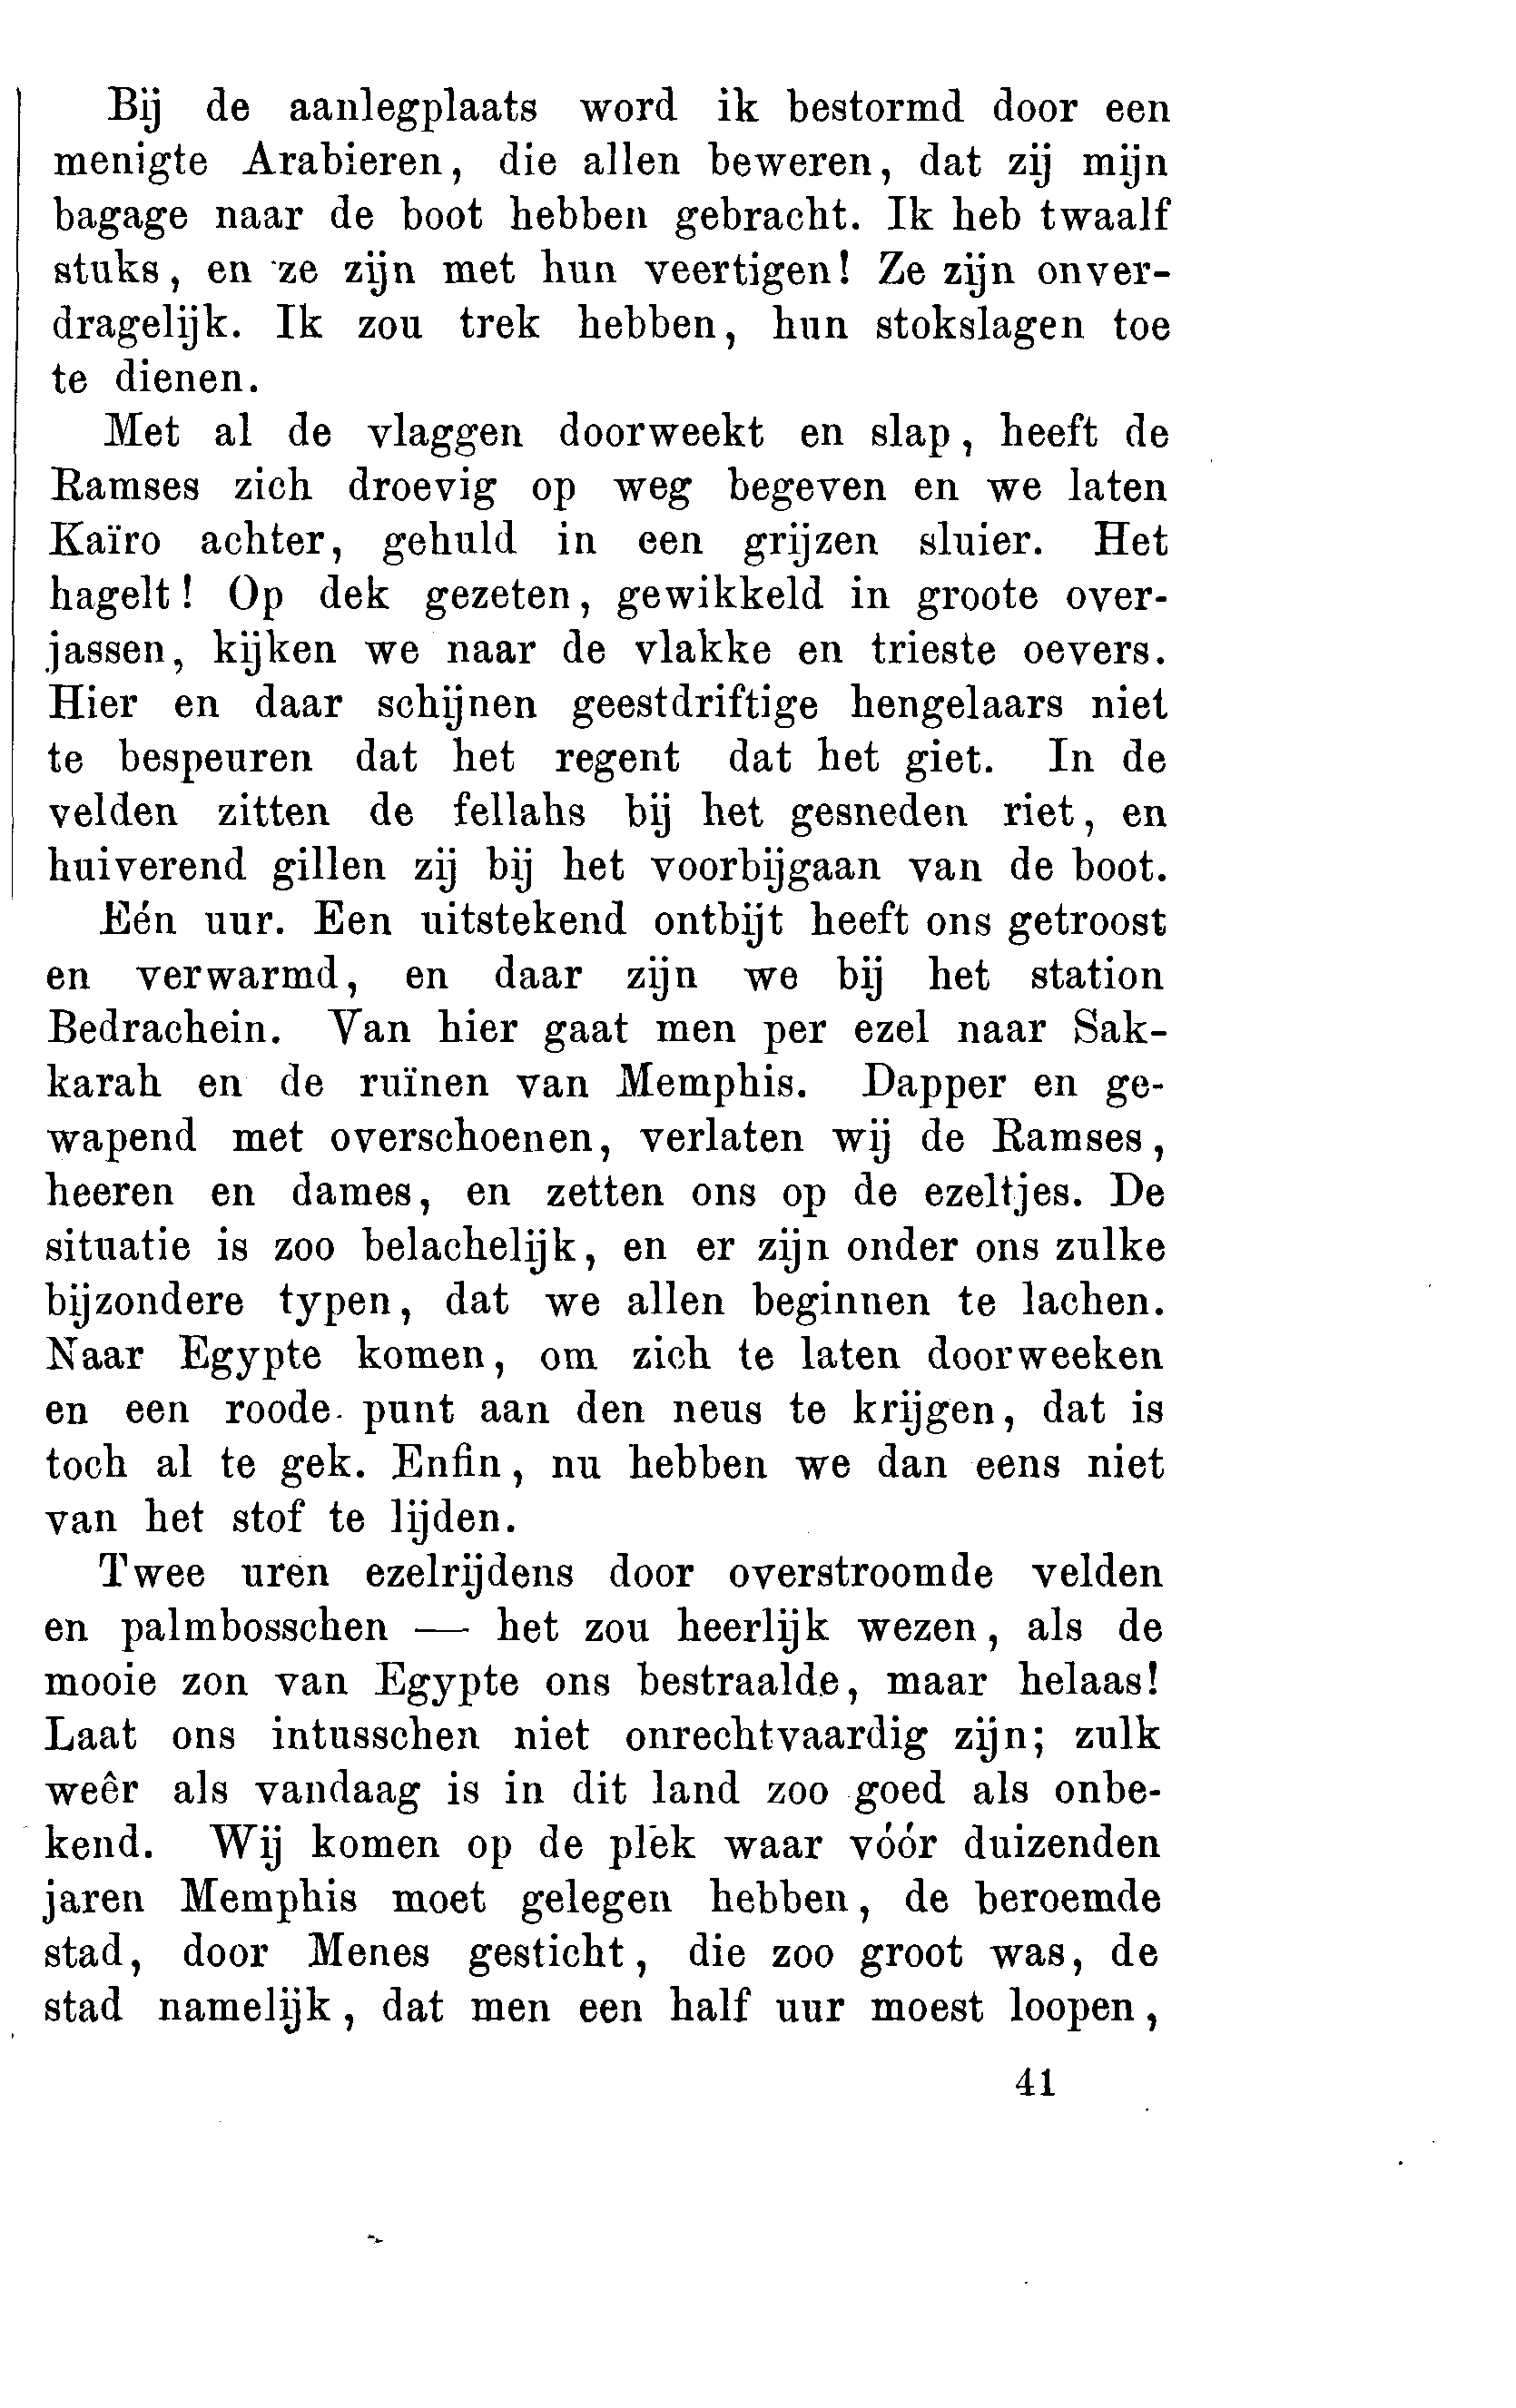 Bij de aanlegplaats word ik bestormd door een
menigte Arabieren, die allen beweren, dat zij mijn
bagage naar de boot hebben gebracht. Ik heb twaalf
stuks, en ze zijn met hun veertigen! Ze zijn onver-
dragelijk. Ik zou trek hebben, hun stokslagen toe
te dienen.
Met al de vlaggen doorweekt en slap, heeft de
Ramses zich droevig op weg begeven en we laten
Kaïro achter, gehuld in een grijzen sluier. Het
hagelt! Op dek gezeten, gewikkeld in groote over-
jassen, kijken we naar de vlakke en trieste oevers.
Hier en daar schijnen geestdriftige hengelaars niet
te bespeuren dat het regent dat het giet. In de
velden zitten de fellahs bij het gesneden riet, en
huiverend gillen zij bij het voorbijgaan van de boot.
Eén uur. Een uitstekend ontbijt heeft ons getroost
en verwarmd, en daar zijn we bij het station
Bedrachein. Van hier gaat men per ezel naar Sak-
karah en de ruïnen van Memphis. Dapper en ge-
wapend met overschoenen, verlaten wij de Ramses,
heeren en dames, en zetten ons op de ezeltjes. De
situatie is zoo belachelijk, en er zijn onder ons zulke
bijzondere typen, dat we allen beginnen te lachen.
Naar Egypte komen, om zich te laten doorweeken
en een roode punt aan den neus te krijgen, dat is
toch al te gek. Enfin, nu hebben we dan eens niet
van het stof te lijden.
Twee uren ezelrijdens door overstroomde velden
en palmbosschen — het zou heerlijk wezen, als de
mooie zon van Egypte ons bestraalde, maar helaas!
Laat ons intusschen niet onrechtvaardig zijn; zulk
weêr als vandaag is in dit land zoo goed als onbe-
kend. Wij komen op de plek waar vóór duizenden
jaren Memphis moet gelegen hebben, de beroemde
stad, door Menes gesticht, die zoo groot was, de
stad namelijk, dat men een half uur moest loopen,
41